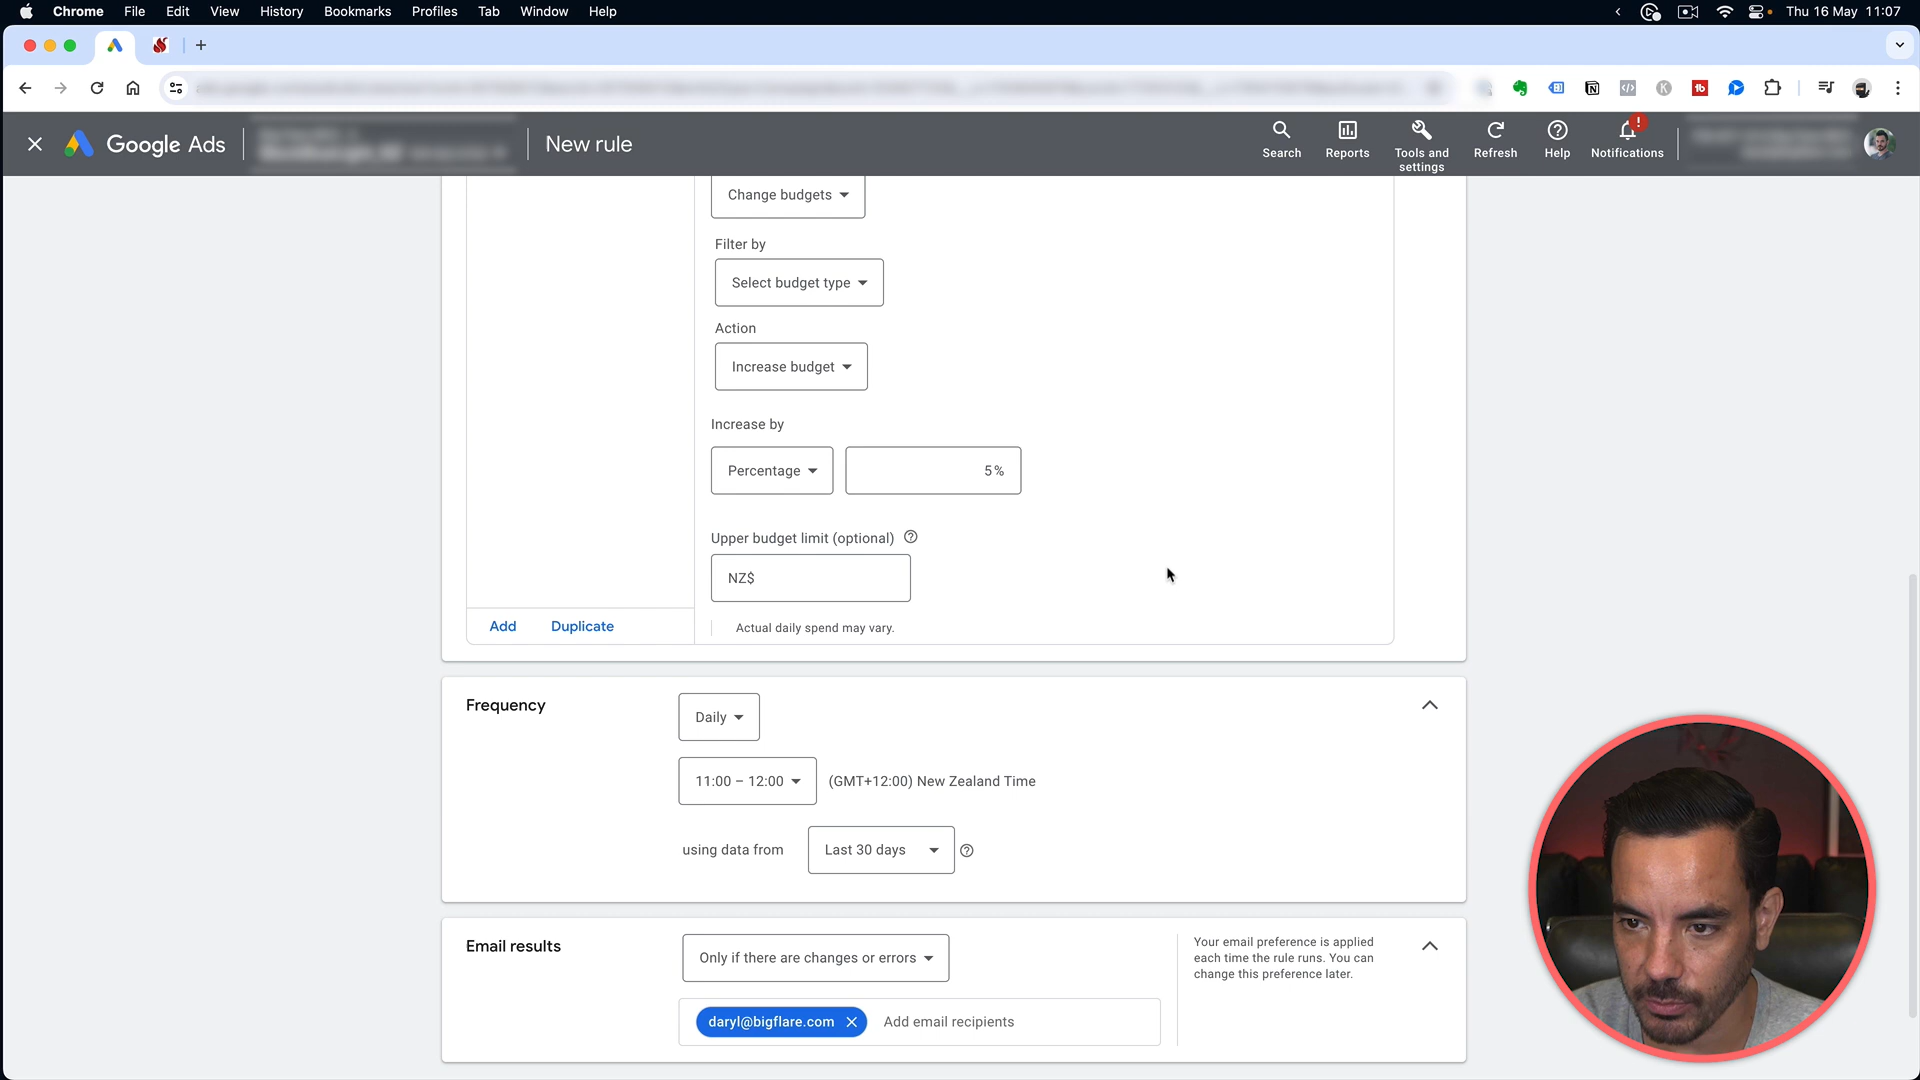 Chrome File Edit View History Bookmarks Profiles Tab Window Help Thu 16 May 11:07
Google Ads New rule Search Reports Tools and settings Refresh Help Notifications
Change budgets
Filter by
Select budget type
Action
Increase budget
Increase by
Percentage 5%
Upper budget limit (optional)
NZ$
Add Duplicate Actual daily spend may vary.
Frequency
Daily
11:00 – 12:00 (GMT+12:00) New Zealand Time
using data from Last 30 days
Email results
Only if there are changes or errors
Your email preference is applied
each time the rule runs. You can
change this preference later.
daryl@bigflare.com Add email recipients